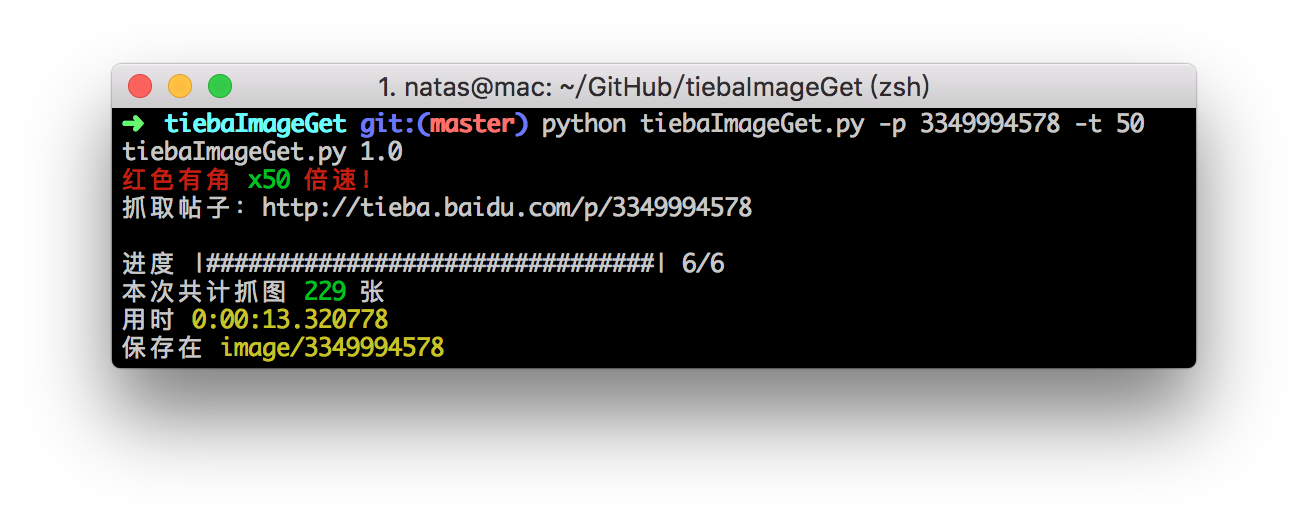 1. natas@mac: ~/GitHub/tiebaImageGet (zsh)
➜ tiebaImageGet git:(master) python tiebaImageGet.py -p 3349994578 -t 50
tiebaImageGet.py 1.0
红色有角 x50 倍速!
抓取帖子: http://tieba.baidu.com/p/3349994578
进度 |################################| 6/6
本次共计抓图 229 张
用时 0:00:13.320778
保存在 image/3349994578